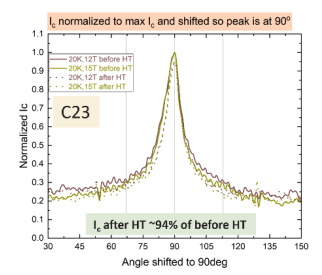 I_c normalized to max I_c and shifted so peak is at 90°
1.1
1.0
0.9
0.8
0.7
0.6
0.5
0.4
0.3
0.2
0.1
0.0
Normalized Ic
20K,12T before HT
20K,15T before HT
20K,12T after HT
20K,15T after HT
C23
I_c after HT ~94% of before HT
30 45 60 75 90 105 120 135 150
Angle shifted to 90deg